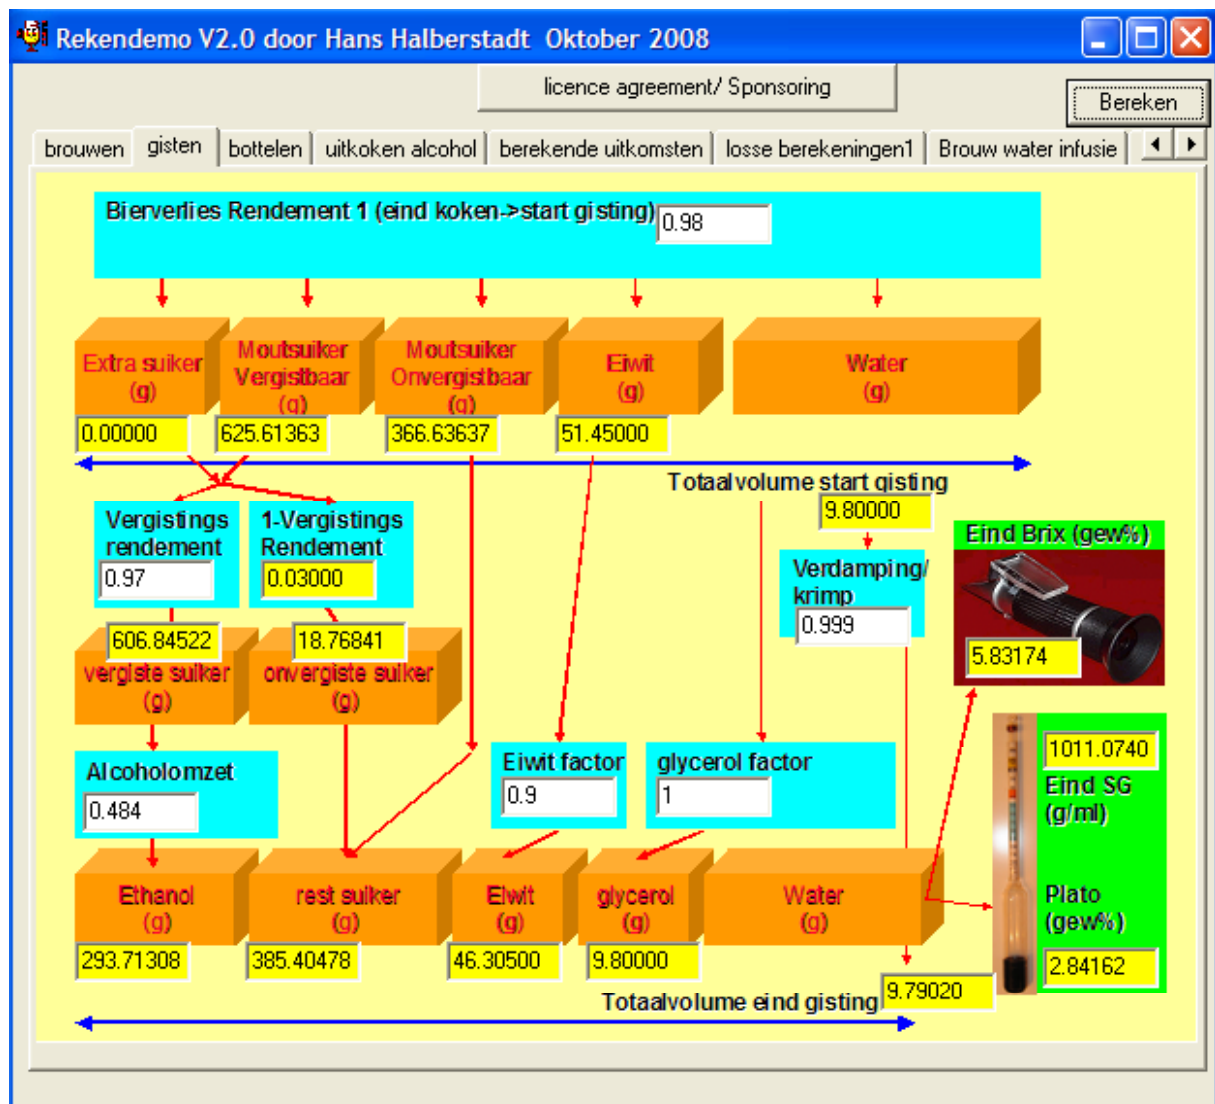 Rekendemo V2.0 door Hans Halberstadt Oktober 2008
licence agreement/ Sponsoring
Bereken
brouwen
gisten
bottelen
uitkoken alcohol
berekende uitkomsten
losse berekeningen1
Brouw water infusie
Bierverlies Rendement 1 (eind koken->start gisting)
0.98
Extra suiker
(g)
0.00000
Moutsuiker
Vergistbaar
(g)
625.61363
Moutsuiker
Onvergistbaar
(g)
366.63637
Eiwit
(g)
51.45000
Water
(g)
Totaalvolume start gisting
9.80000
Vergistings
rendement
0.97
1-Vergistings
Rendement
0.03000
Verdamping/
krimp
0.999
Eind Brix (gew%)
5.83174
606.84522
vergiste suiker
(g)
18.76841
onvergiste suiker
(g)
Alcoholomzet
0.484
Eiwit factor
0.9
glycerol factor
1
1011.0740
Eind SG
(g/ml)
Plato
(gew%)
2.84162
Ethanol
(g)
293.71308
rest suiker
(g)
385.40478
Eiwit
(g)
46.30500
glycerol
(g)
9.80000
Water
(g)
Totaalvolume eind gisting
9.79020